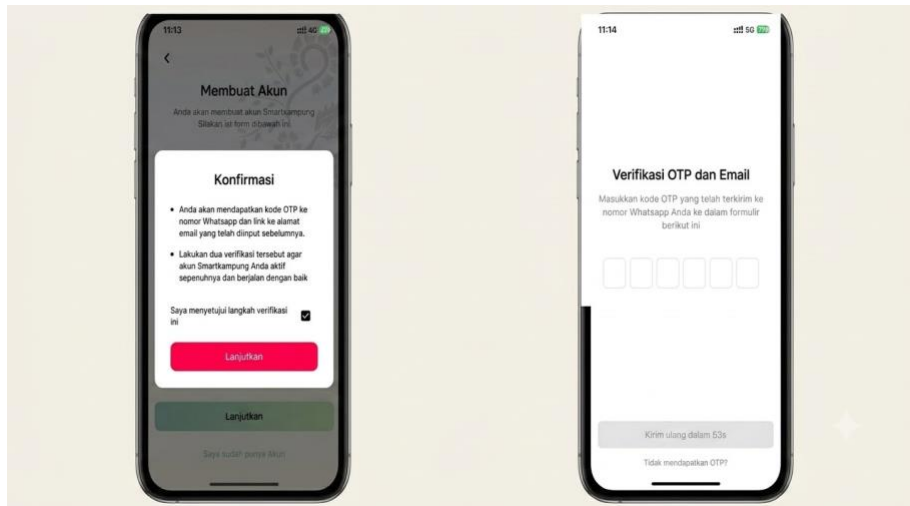 11:13
4G
Membuat Akun
Anda akan membuat akun Smartkampung
Silakan isi form dibawah ini.
Konfirmasi
• Anda akan mendapatkan kode OTP ke
nomor Whatsapp dan link ke alamat
email yang telah diinput sebelumnya.
• Lakukan dua verifikasi tersebut agar
akun Smartkampung Anda aktif
sepenuhnya dan berjalan dengan baik
Saya menyetujui langkah verifikasi
ini
Lanjutkan
Lanjutkan
Saya sudah punya Akun
11:14
5G
Verifikasi OTP dan Email
Masukkan kode OTP yang telah terkirim ke
nomor Whatsapp Anda ke dalam formulir
berikut ini
Kirim ulang dalam 53s
Tidak mendapatkan OTP?